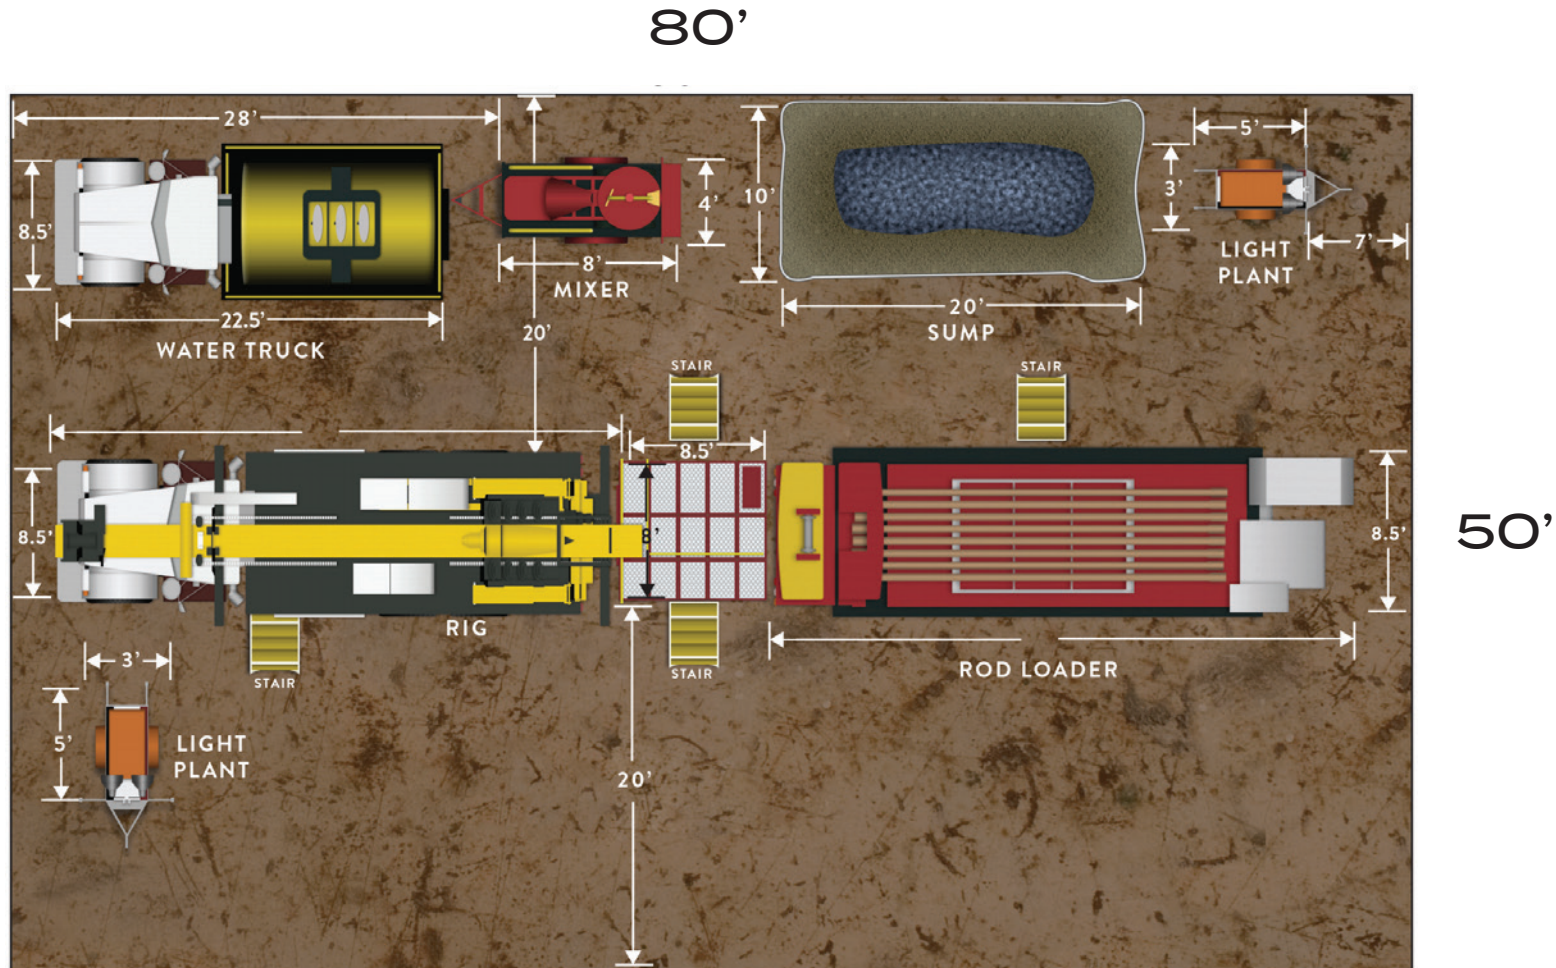 80’
28’
5’
8.5’
4’
10’
3’
LIGHT
PLANT
7’
8’
MIXER
22.5’
WATER TRUCK
20’
20’
SUMP
STAIR
STAIR
8.5’
8.5’
8’
8.5’
50’
RIG
STAIR
STAIR
ROD LOADER
3’
5’
LIGHT
PLANT
20’